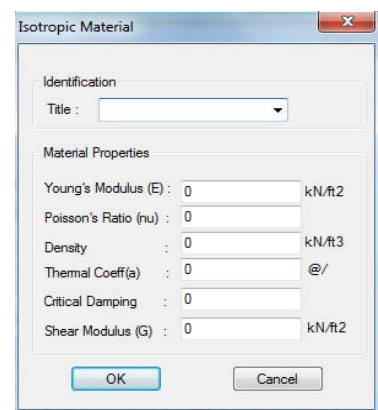 Isotropic Material
Identification
Title :
Material Properties
Young's Modulus (E) : 0 kN/ft2
Poisson's Ratio (nu) : 0
Density : 0 kN/ft3
Thermal Coeff(a) : 0 @/
Critical Damping : 0
Shear Modulus (G) : 0 kN/ft2
OK Cancel